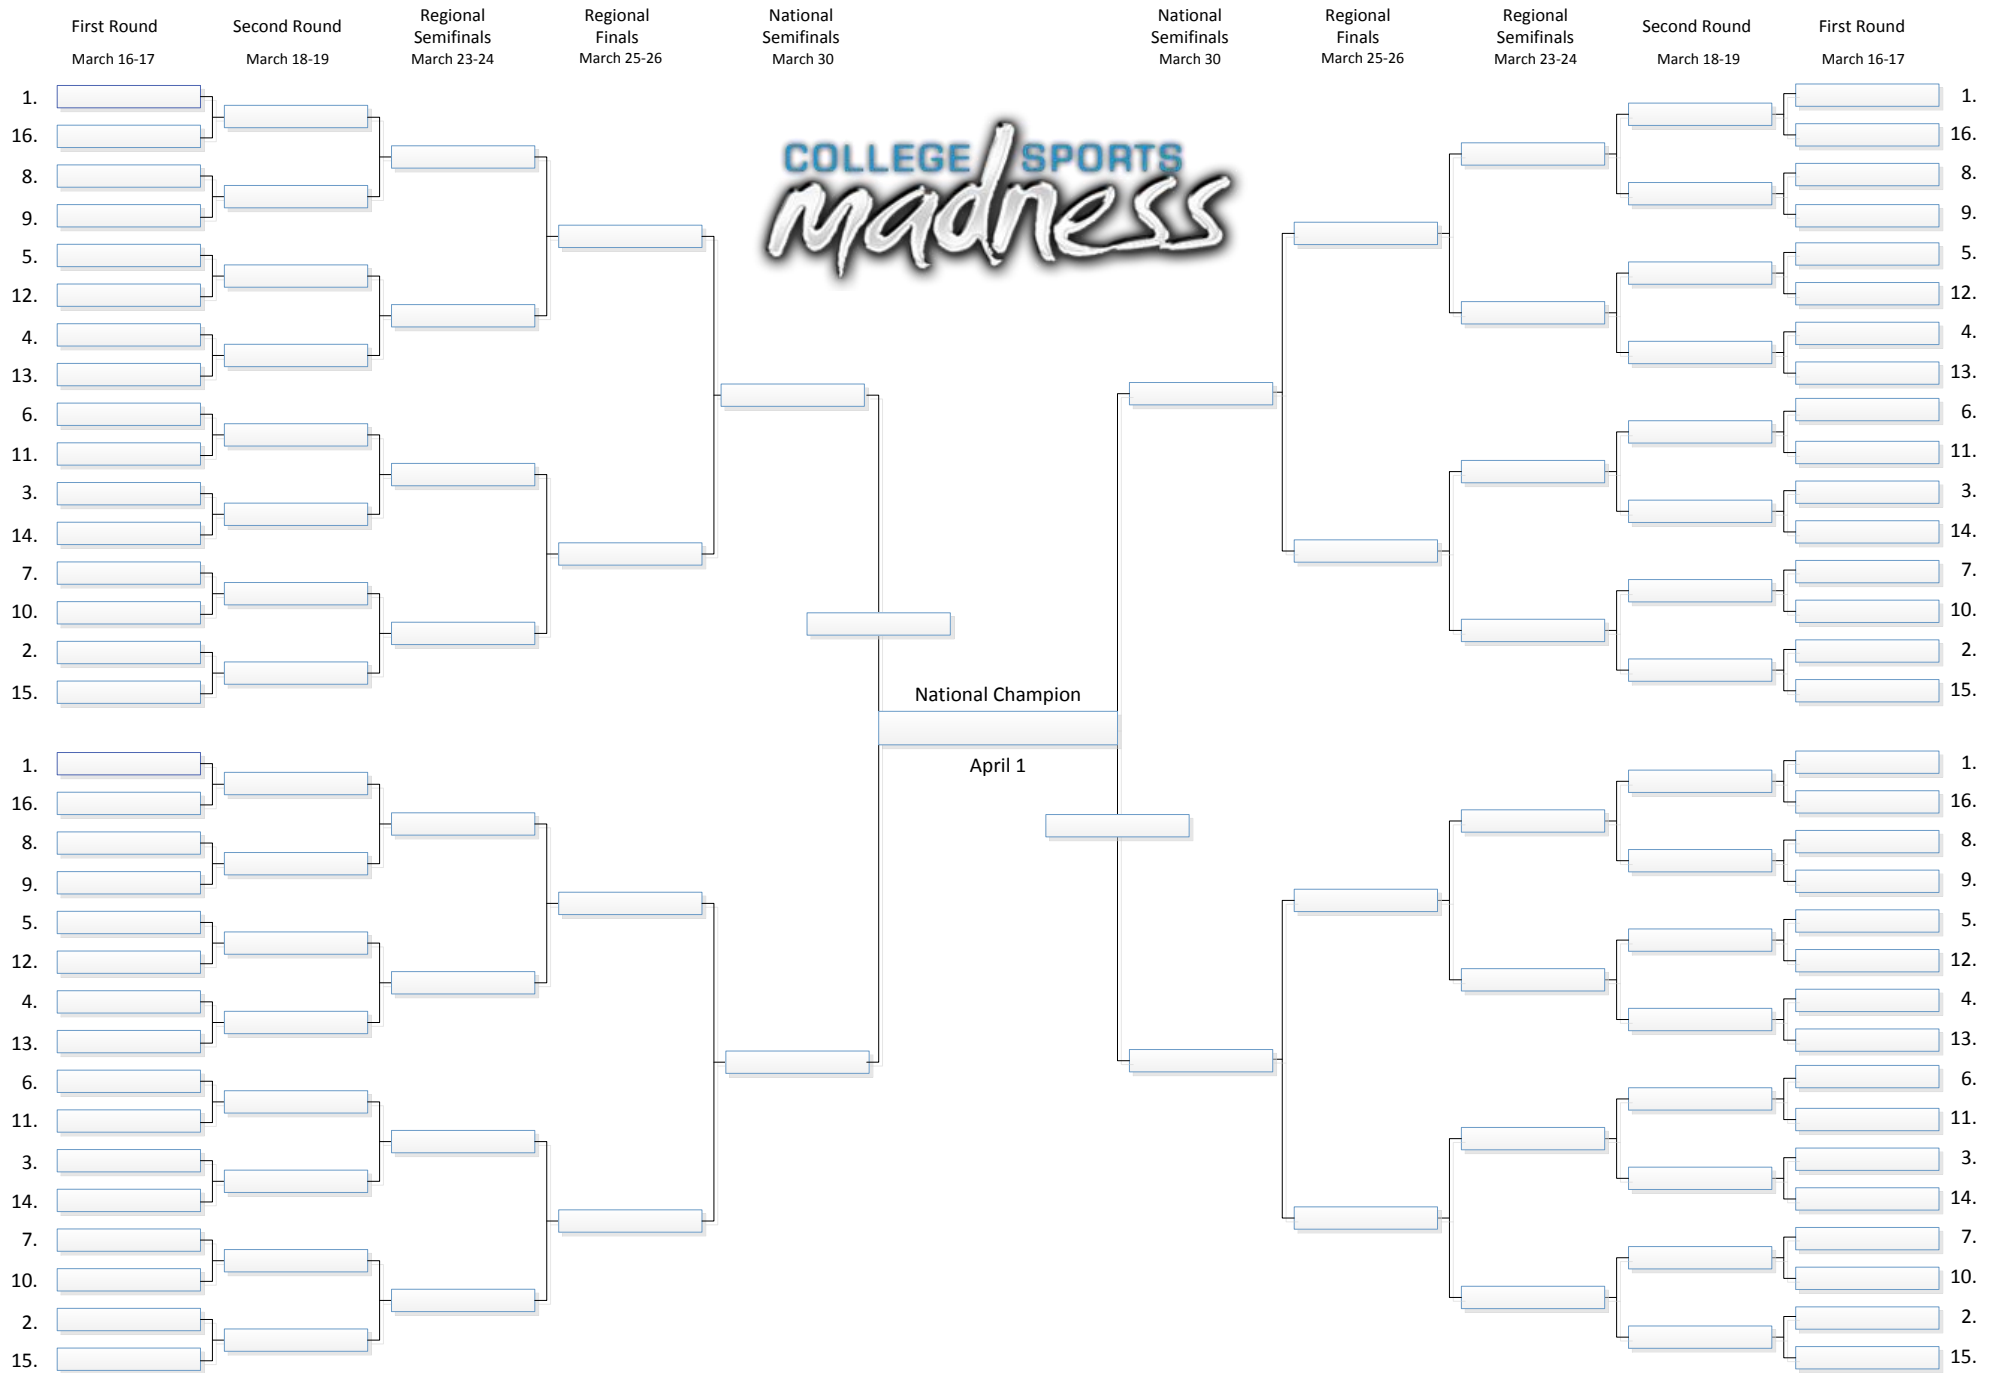 First Round
March 16-17
Second Round
March 18-19
Regional
Semifinals
March 23-24
Regional
Finals
March 25-26
National
Semifinals
March 30
National
Semifinals
March 30
Regional
Finals
March 25-26
Regional
Semifinals
March 23-24
Second Round
March 18-19
First Round
March 16-17
COLLEGE SPORTS
madness
1.
16.
8.
9.
5.
12.
4.
13.
6.
11.
3.
14.
7.
10.
2.
15.
1.
16.
8.
9.
5.
12.
4.
13.
6.
11.
3.
14.
7.
10.
2.
15.
National Champion
April 1
1.
16.
8.
9.
5.
12.
4.
13.
6.
11.
3.
14.
7.
10.
2.
15.
1.
16.
8.
9.
5.
12.
4.
13.
6.
11.
3.
14.
7.
10.
2.
15.